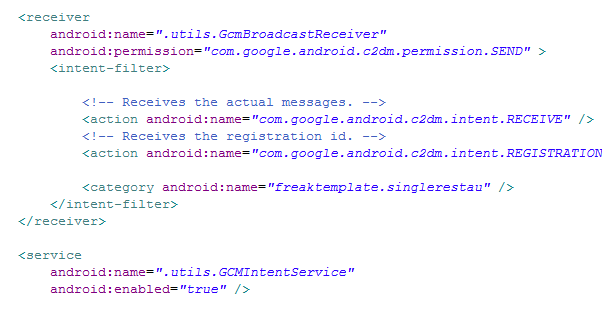 <receiver
android:name=".utils.GcmBroadcastReceiver"
android:permission="com.google.android.c2dm.permission.SEND" >
<intent-filter>
<!-- Receives the actual messages. -->
<action android:name="com.google.android.c2dm.intent.RECEIVE" />
<!-- Receives the registration id. -->
<action android:name="com.google.android.c2dm.intent.REGISTRATION
<category android:name="freaktemplate.singlerestau" />
</intent-filter>
</receiver>
<service
android:name=".utils.GCMIntentService"
android:enabled="true" />